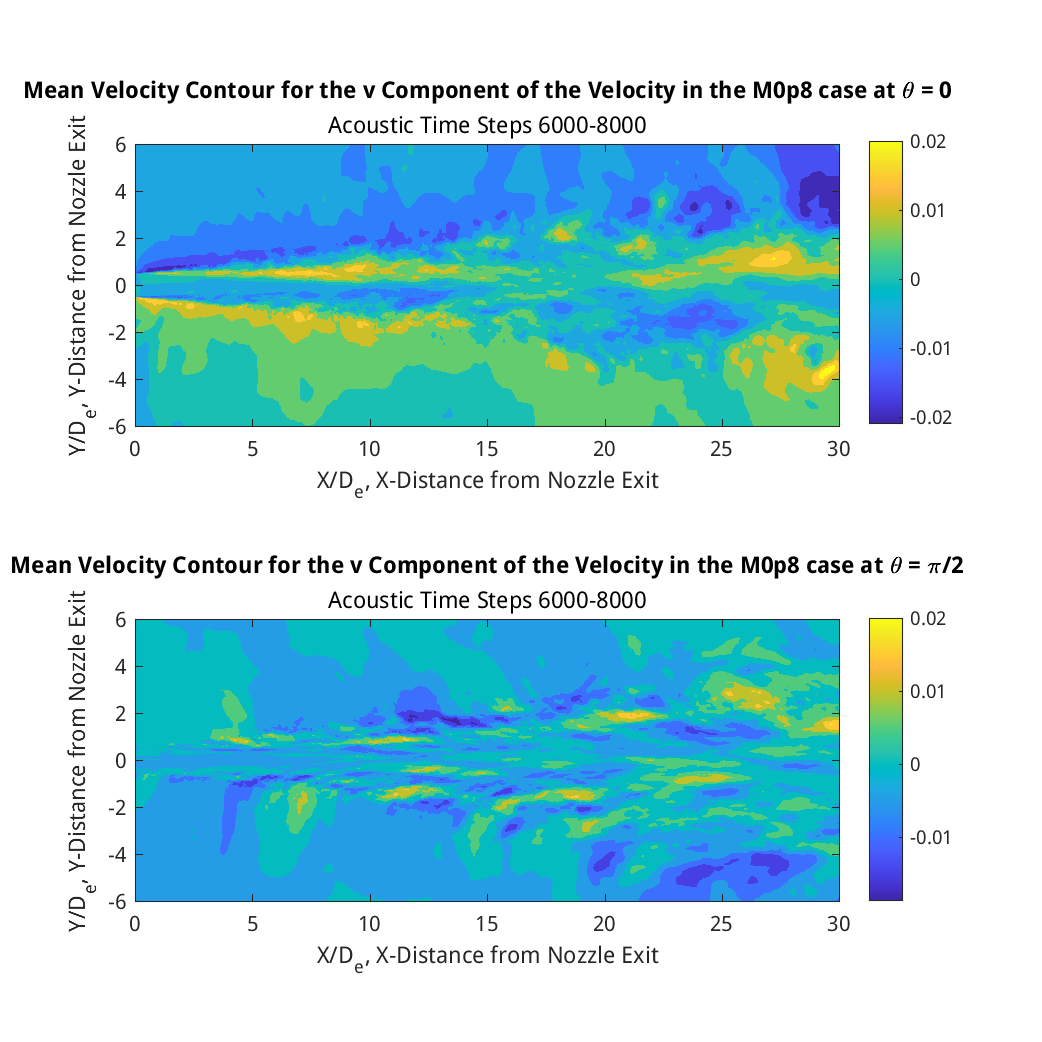 Mean Velocity Contour for the v Component of the Velocity in the M0p8 case at θ = 0
Acoustic Time Steps 6000-8000
Y/De, Y-Distance from Nozzle Exit
6
4
2
0
-2
-4
-6
0 5 10 15 20 25 30
X/De, X-Distance from Nozzle Exit
0.02
0.01
0
-0.01
-0.02
Mean Velocity Contour for the v Component of the Velocity in the M0p8 case at θ = π/2
Acoustic Time Steps 6000-8000
Y/De, Y-Distance from Nozzle Exit
6
4
2
0
-2
-4
-6
0 5 10 15 20 25 30
X/De, X-Distance from Nozzle Exit
0.02
0.01
0
-0.01